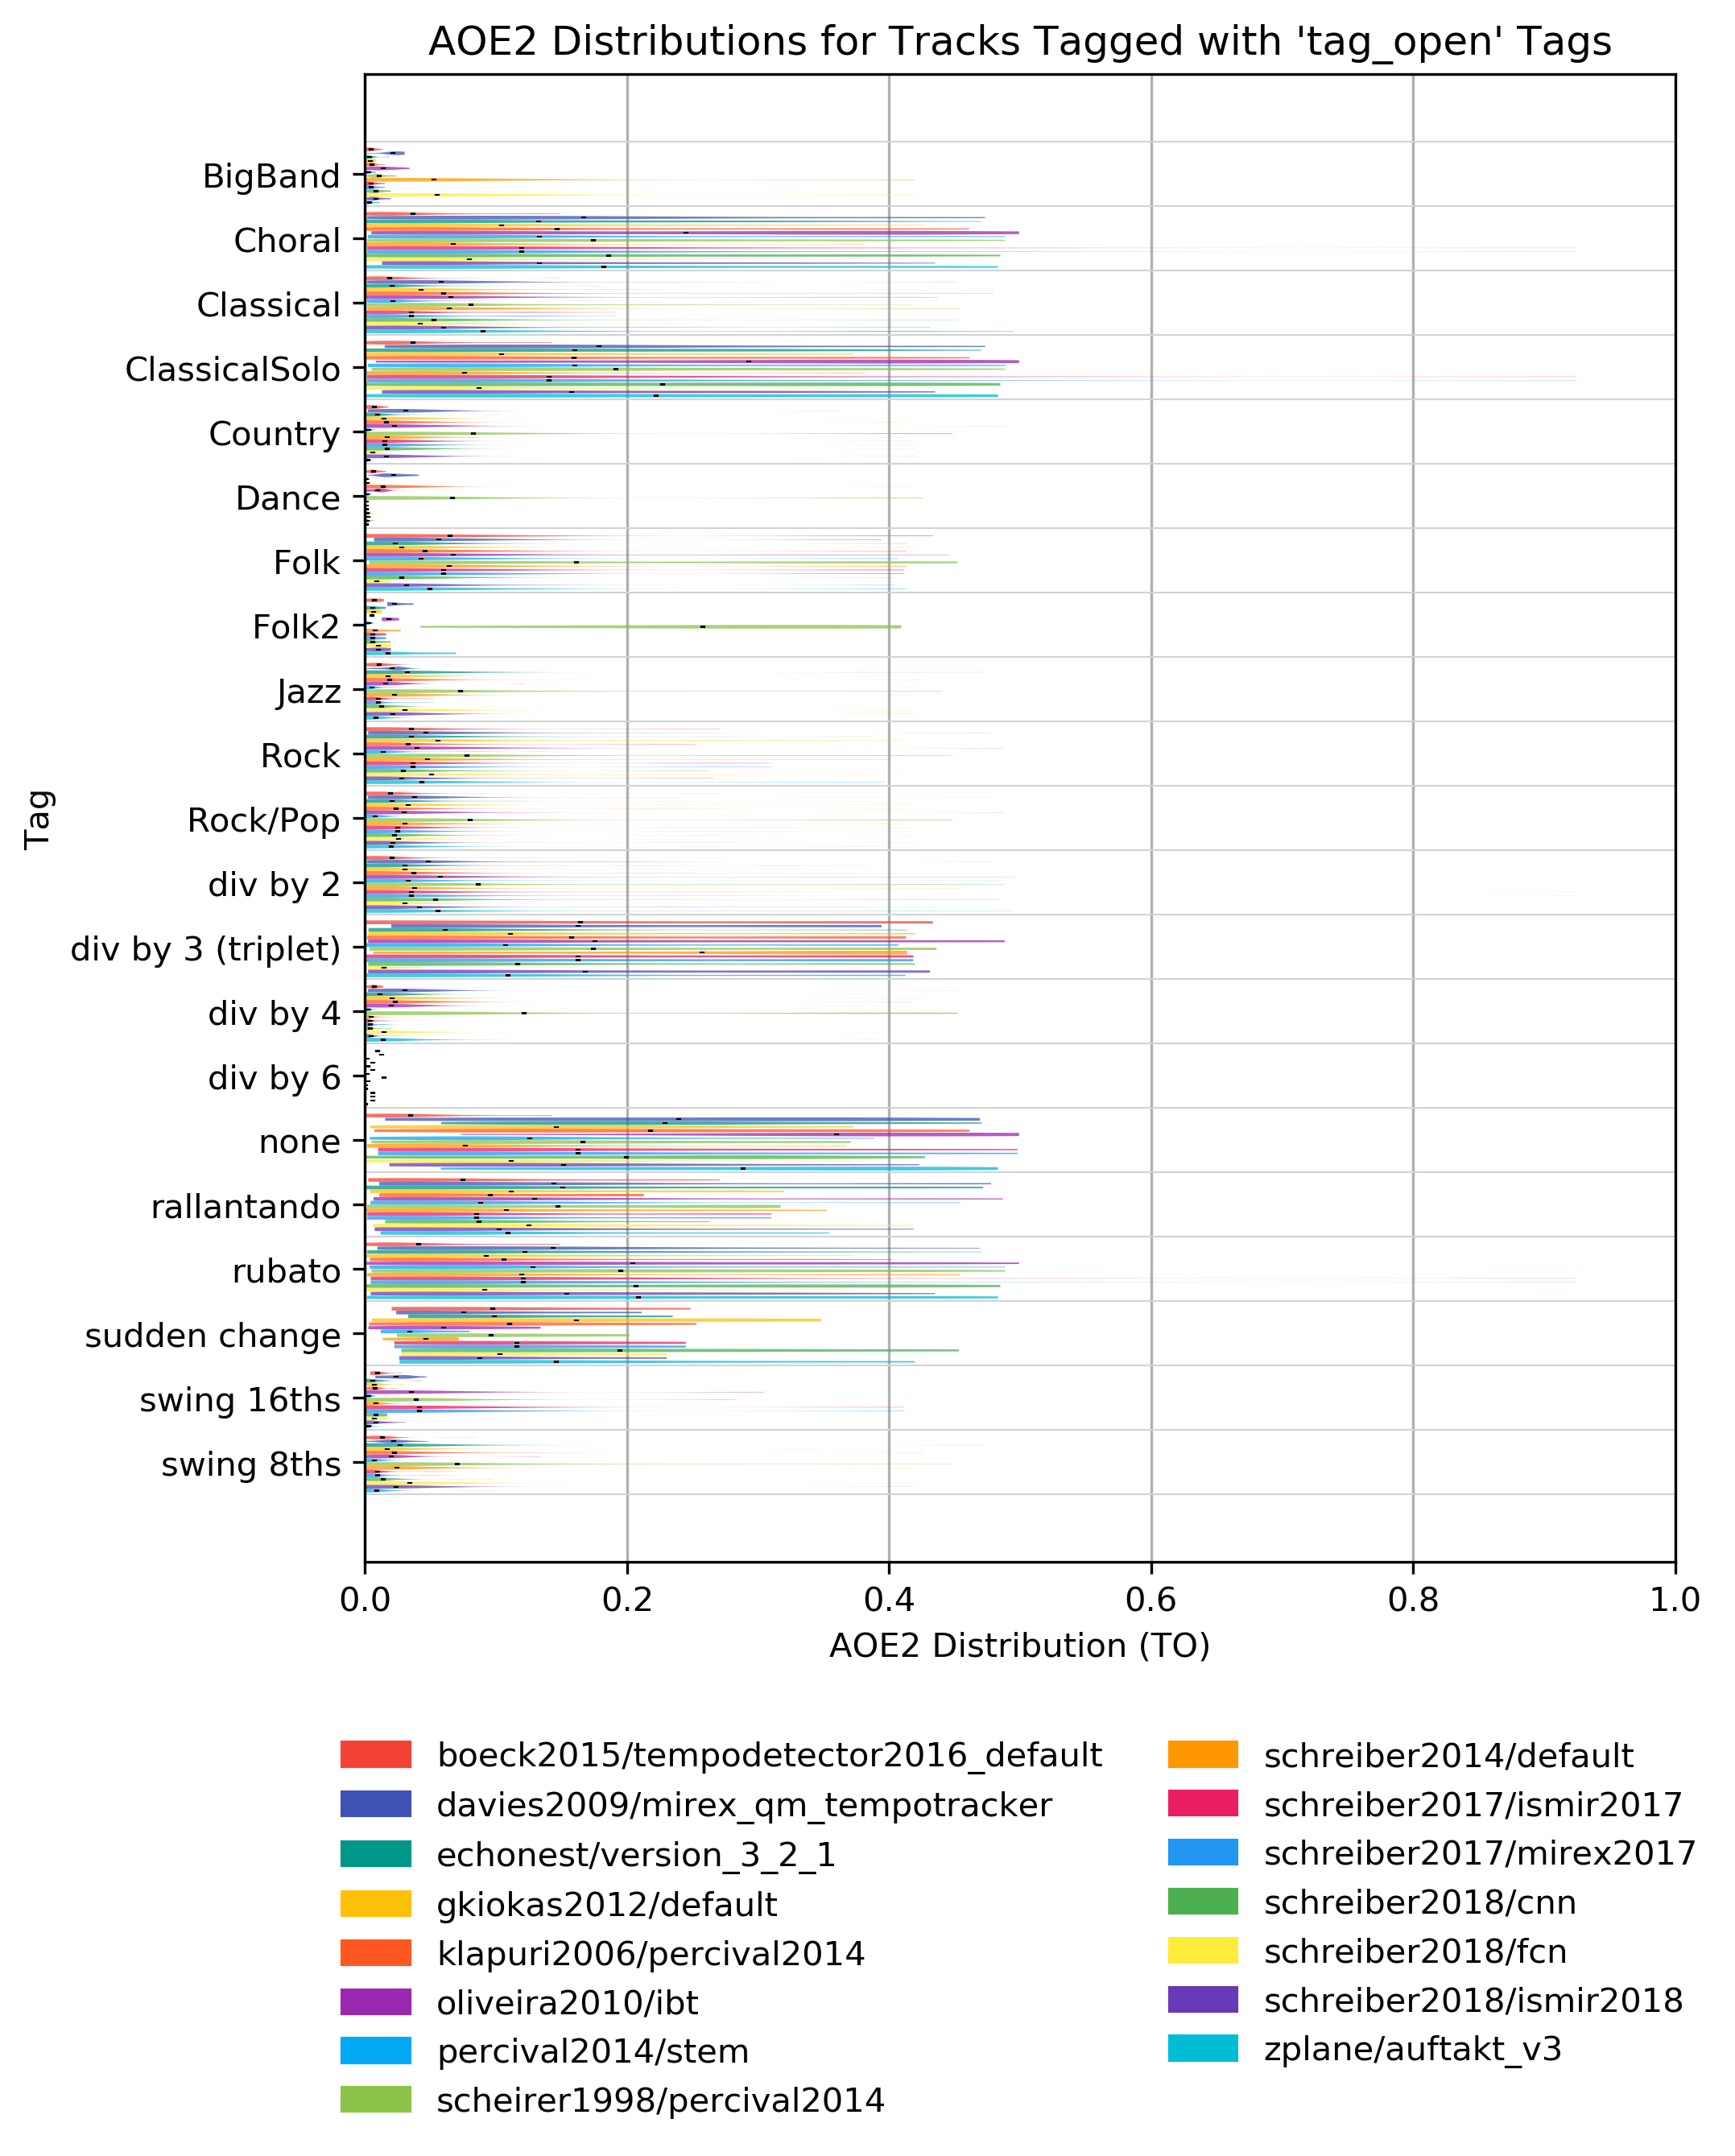 AOE2 Distributions for Tracks Tagged with 'tag_open' Tags
Tag
BigBand
Choral
Classical
ClassicalSolo
Country
Dance
Folk
Folk2
Jazz
Rock
Rock/Pop
div by 2
div by 3 (triplet)
div by 4
div by 6
none
rallantando
rubato
sudden change
swing 16ths
swing 8ths
0.0 0.2 0.4 0.6 0.8 1.0
AOE2 Distribution (TO)
boeck2015/tempodetector2016_default
davies2009/mirex_qm_tempotracker
echonest/version_3_2_1
gkiokas2012/default
klapuri2006/percival2014
oliveira2010/ibt
percival2014/stem
scheirer1998/percival2014
schreiber2014/default
schreiber2017/ismir2017
schreiber2017/mirex2017
schreiber2018/cnn
schreiber2018/fcn
schreiber2018/ismir2018
zplane/auftakt_v3